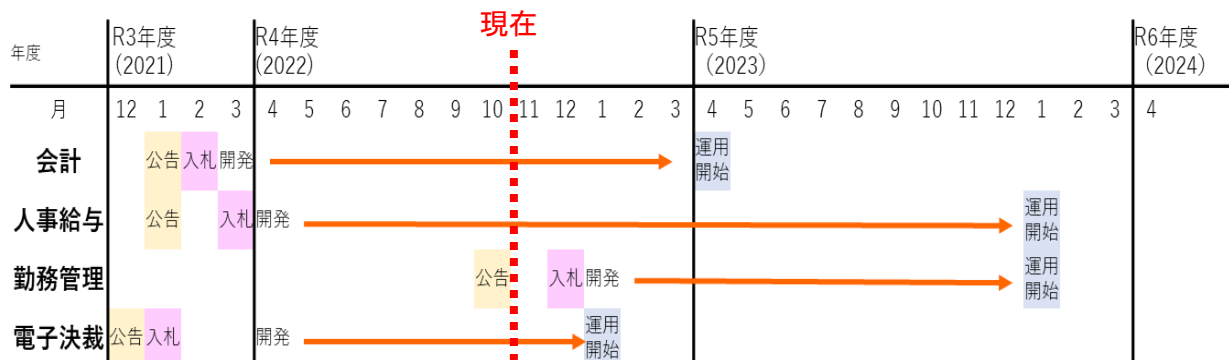 現在
年度 R3年度 R4年度 R5年度 R6年度
(2021) (2022) (2023) (2024)
月 12 1 2 3 4 5 6 7 8 9 10 11 12 1 2 3 4 5 6 7 8 9 10 11 12 1 2 3 4
会計 公告 入札 開発 運用
開始
人事給与 公告 入札 開発 運用
開始
勤務管理 公告 入札 開発 運用
開始
電子決裁 公告 入札 開発 運用
開始